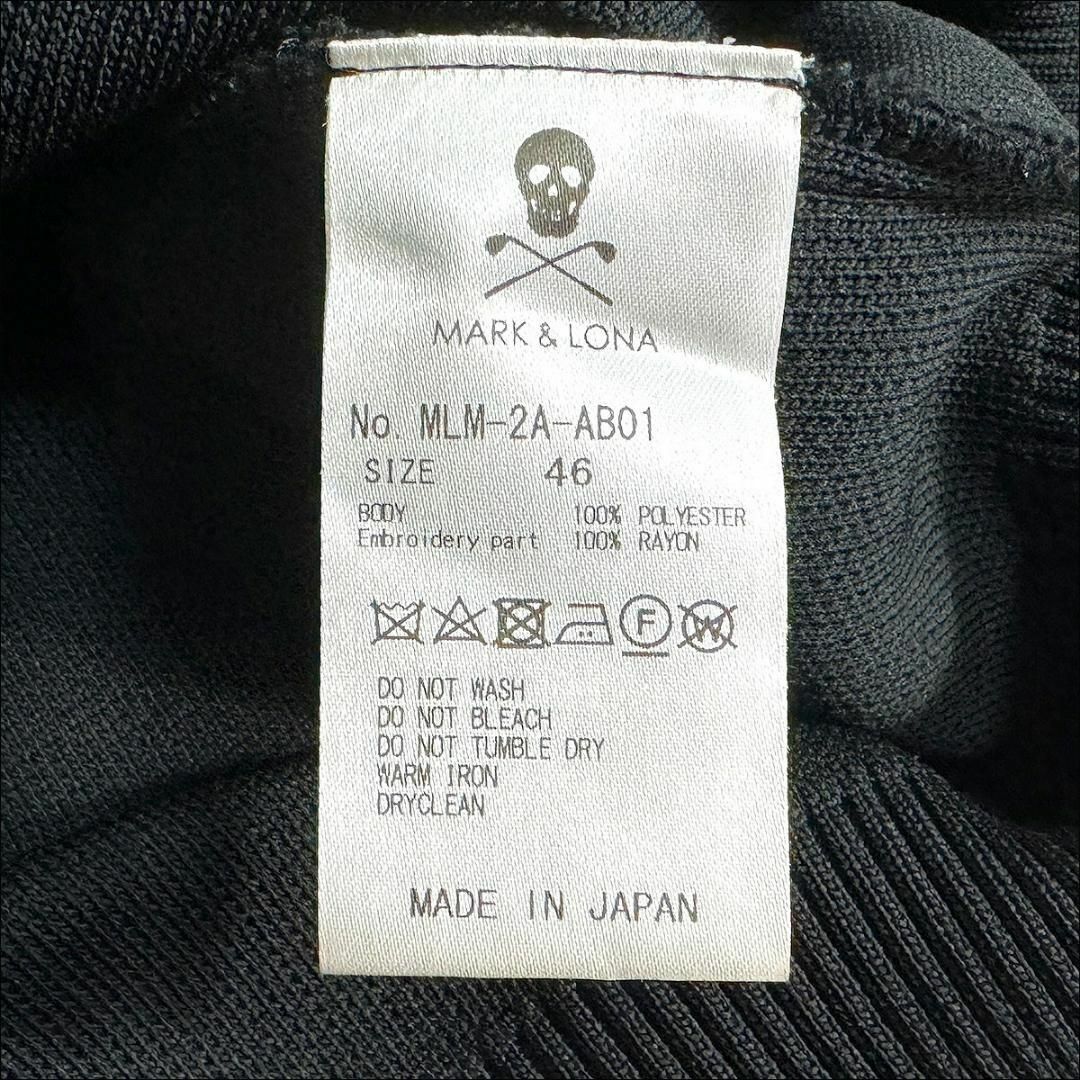 MARK & LONA
No. MLM-2A-AB01
SIZE 46
BODY 100% POLYESTER
Embroidery part 100% RAYON
F W
DO NOT WASH
DO NOT BLEACH
DO NOT TUMBLE DRY
WARM IRON
DRYCLEAN
MADE IN JAPAN